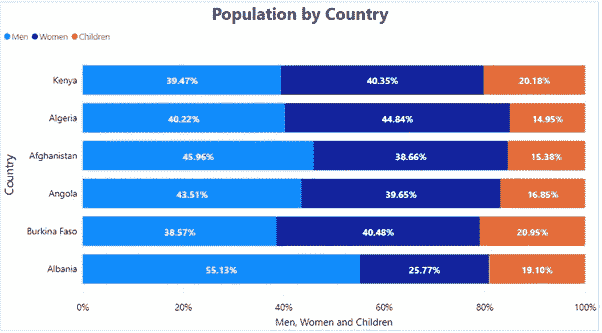 Population by Country
Men Women Children
Country
Kenya 39.47% 40.35% 20.18%
Algeria 40.22% 44.84% 14.95%
Afghanistan 45.96% 38.66% 15.38%
Angola 43.51% 39.65% 16.85%
Burkina Faso 38.57% 40.48% 20.95%
Albania 55.13% 25.77% 19.10%
0% 20% 40% 60% 80% 100%
Men, Women and Children